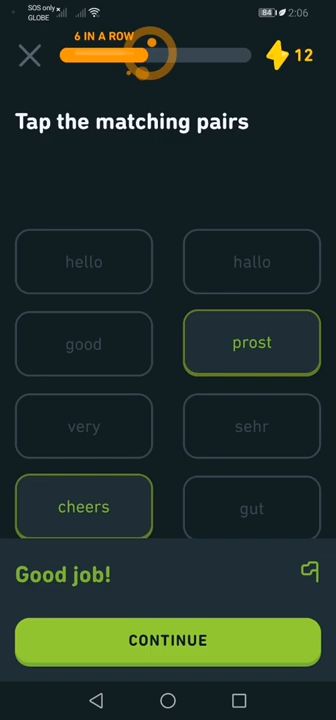 SOS only
GLOBE
84
2:06
6 IN A ROW
12
Tap the matching pairs
hello
hallo
good
prost
very
sehr
cheers
gut
Good job!
CONTINUE